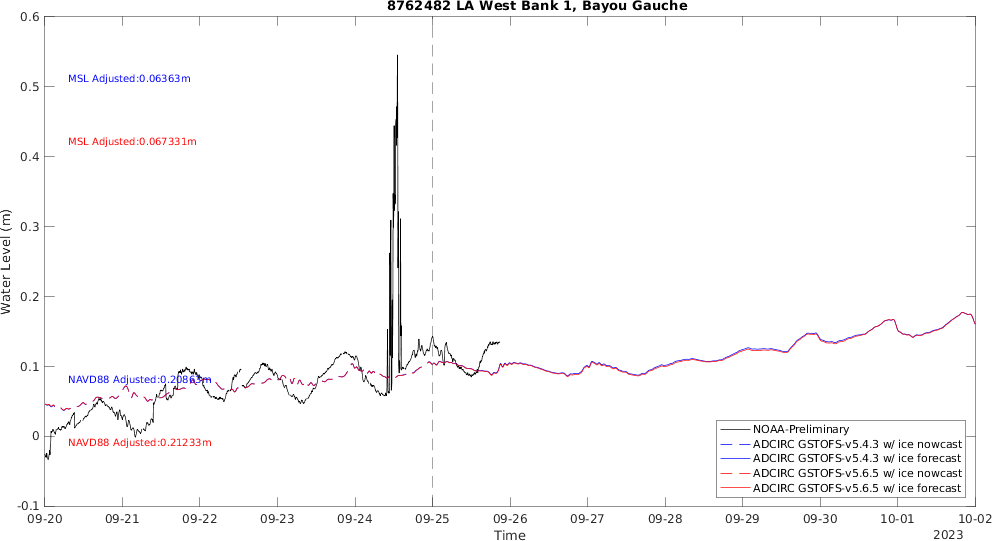 8762482 LA West Bank 1, Bayou Gauche
0.6
0.5
0.4
0.3
0.2
0.1
0
-0.1
Water Level (m)
MSL Adjusted:0.06363m
MSL Adjusted:0.067331m
NAVD88 Adjusted:0.20863m
NAVD88 Adjusted:0.21233m
NOAA-Preliminary
ADCIRC GSTOFS-v5.4.3 w/ ice nowcast
ADCIRC GSTOFS-v5.4.3 w/ ice forecast
ADCIRC GSTOFS-v5.6.5 w/ ice nowcast
ADCIRC GSTOFS-v5.6.5 w/ ice forecast
09-20 09-21 09-22 09-23 09-24 09-25 09-26 09-27 09-28 09-29 09-30 10-01 10-02
Time
2023